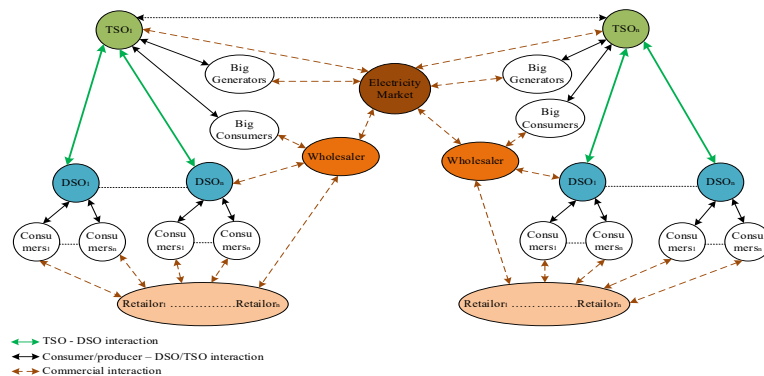 TSO₁
TSOₙ
Big
Generators
Electricity
Market
Big
Generators
Big
Consumers
Big
Consumers
Wholesaler
Wholesaler
DSO₁
DSOₙ
DSO₁
DSOₙ
Consu
mers₁
Consu
mersₙ
Consu
mers₁
Consu
mersₙ
Consu
mers₁
Consu
mersₙ
Consu
mers₁
Consu
mersₙ
Retailor₁ ...................Retailorₙ
Retailor₁ ...................Retailorₙ
TSO - DSO interaction
Consumer/producer – DSO/TSO interaction
Commercial interaction